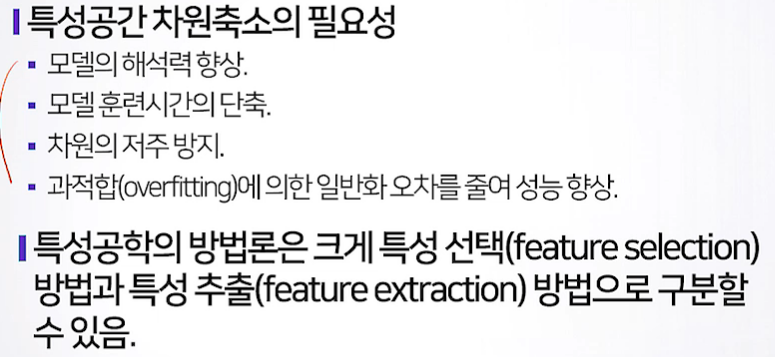 특성공간 차원축소의 필요성
모델의 해석력 향상.
모델 훈련시간의 단축.
차원의 저주 방지.
과적합(overfitting)에 의한 일반화 오차를 줄여 성능 향상.
특성공학의 방법론은 크게 특성 선택(feature selection)
방법과 특성 추출(feature extraction) 방법으로 구분할
수 있음.